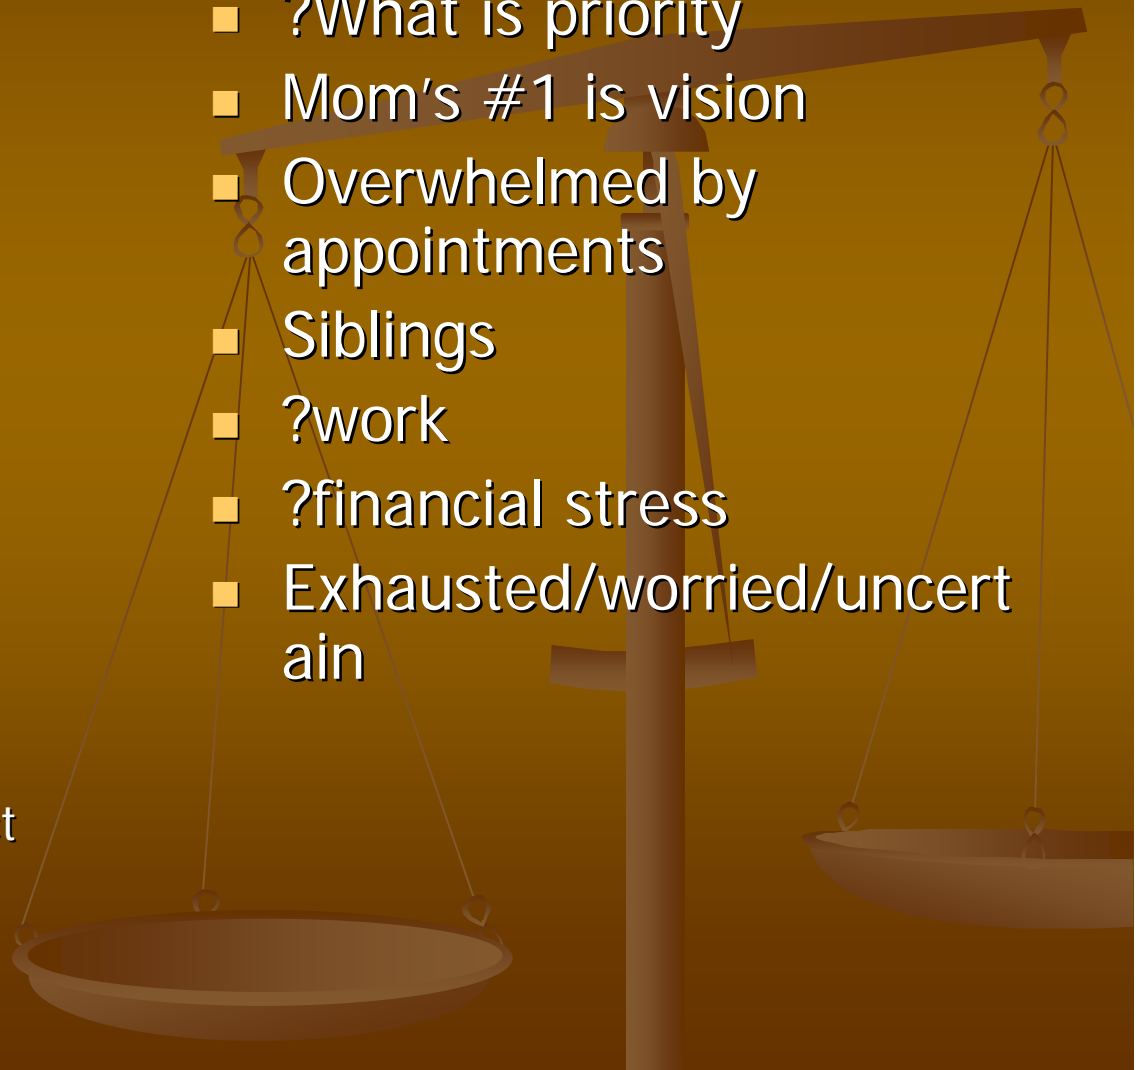 ?What is priority
Mom's #1 is vision
Overwhelmed by
appointments
Siblings
?work
?financial stress
Exhausted/worried/uncert
ain
t